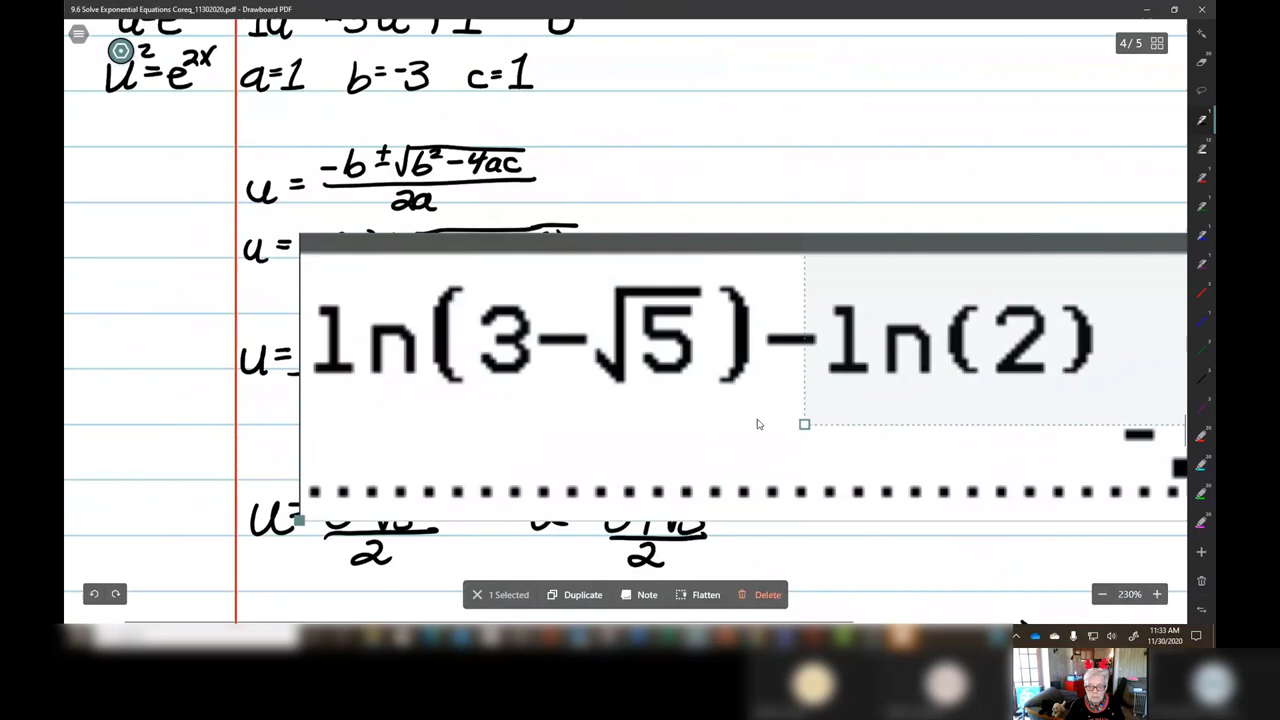 9.6 Solve Exponential Equations Coreq_11302020.pdf - Drawboard PDF
4 / 5
u² = e^2x
a=1 b=-3 c=1
u = (-b ± √(b² - 4ac)) / 2a
u =
ln(3-√5)-ln(2)
u =
u=
2 2
1 Selected Duplicate Note Flatten Delete
230%
11:33 AM
11/30/2020